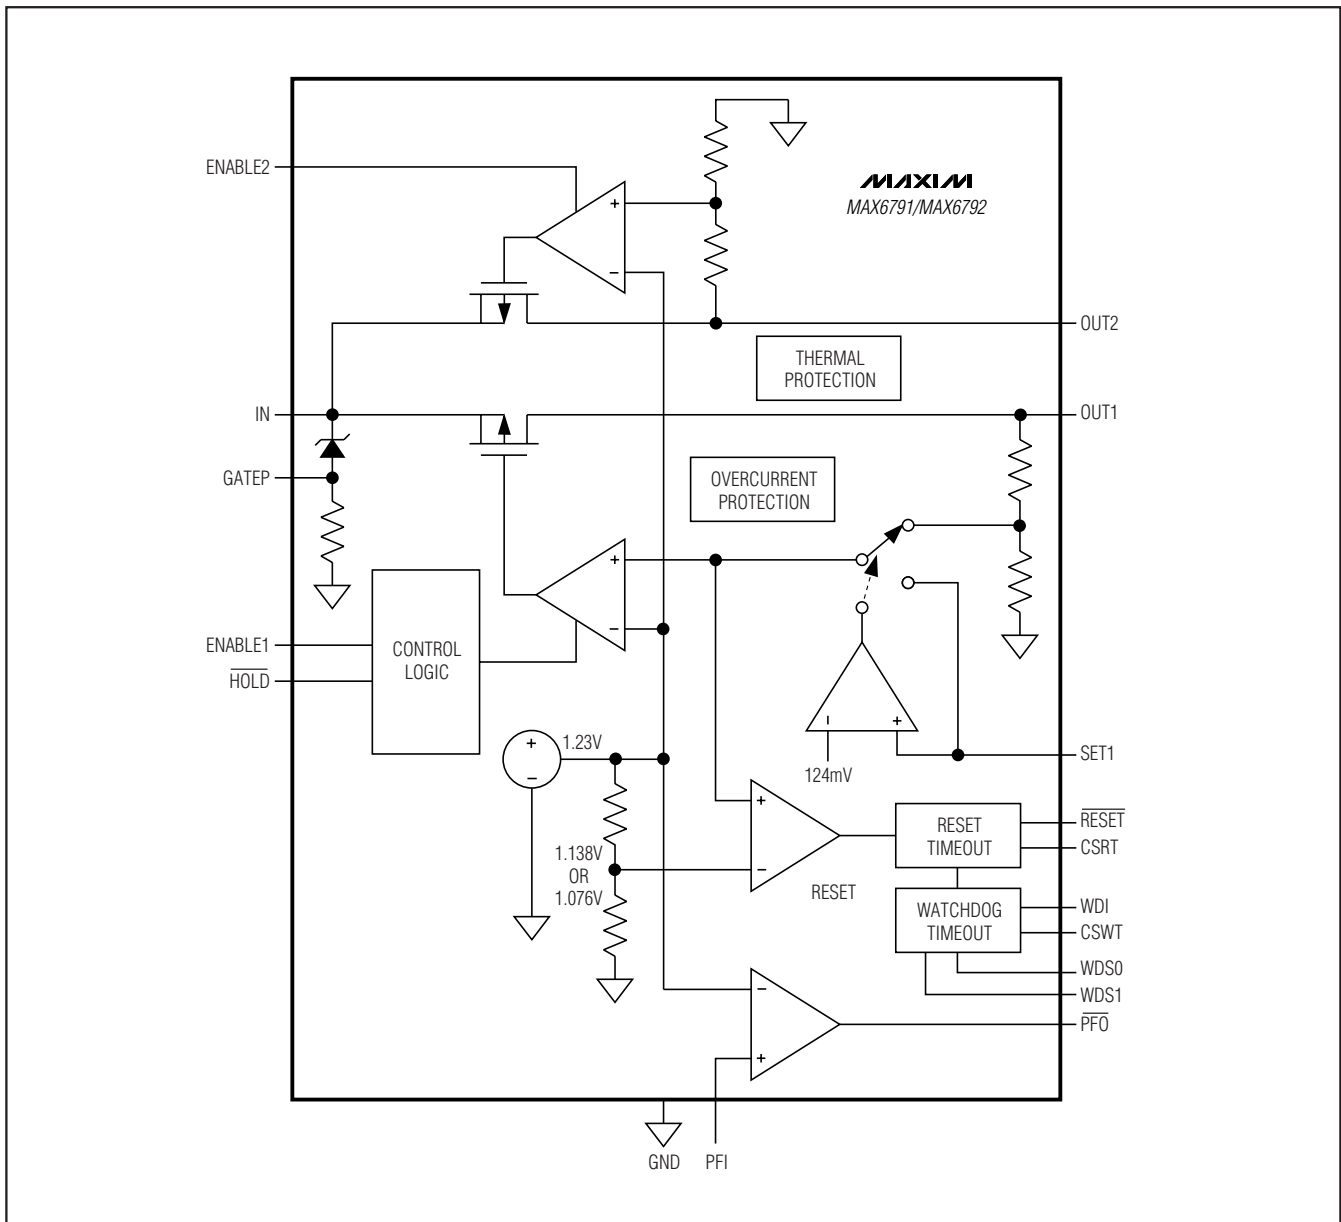 MAXIM
MAX6791/MAX6792
ENABLE2
+
−
OUT2
THERMAL
PROTECTION
IN
OUT1
GATEP
OVERCURRENT
PROTECTION
+
−
ENABLE1
HOLD
CONTROL
LOGIC
− +
124mV
SET1
+
−
1.23V
1.138V
OR
1.076V
+
−
RESET
RESET
TIMEOUT
RESET
CSRT
WATCHDOG
TIMEOUT
WDI
CSWT
WDS0
WDS1
−
+
PFO
GND
PFI